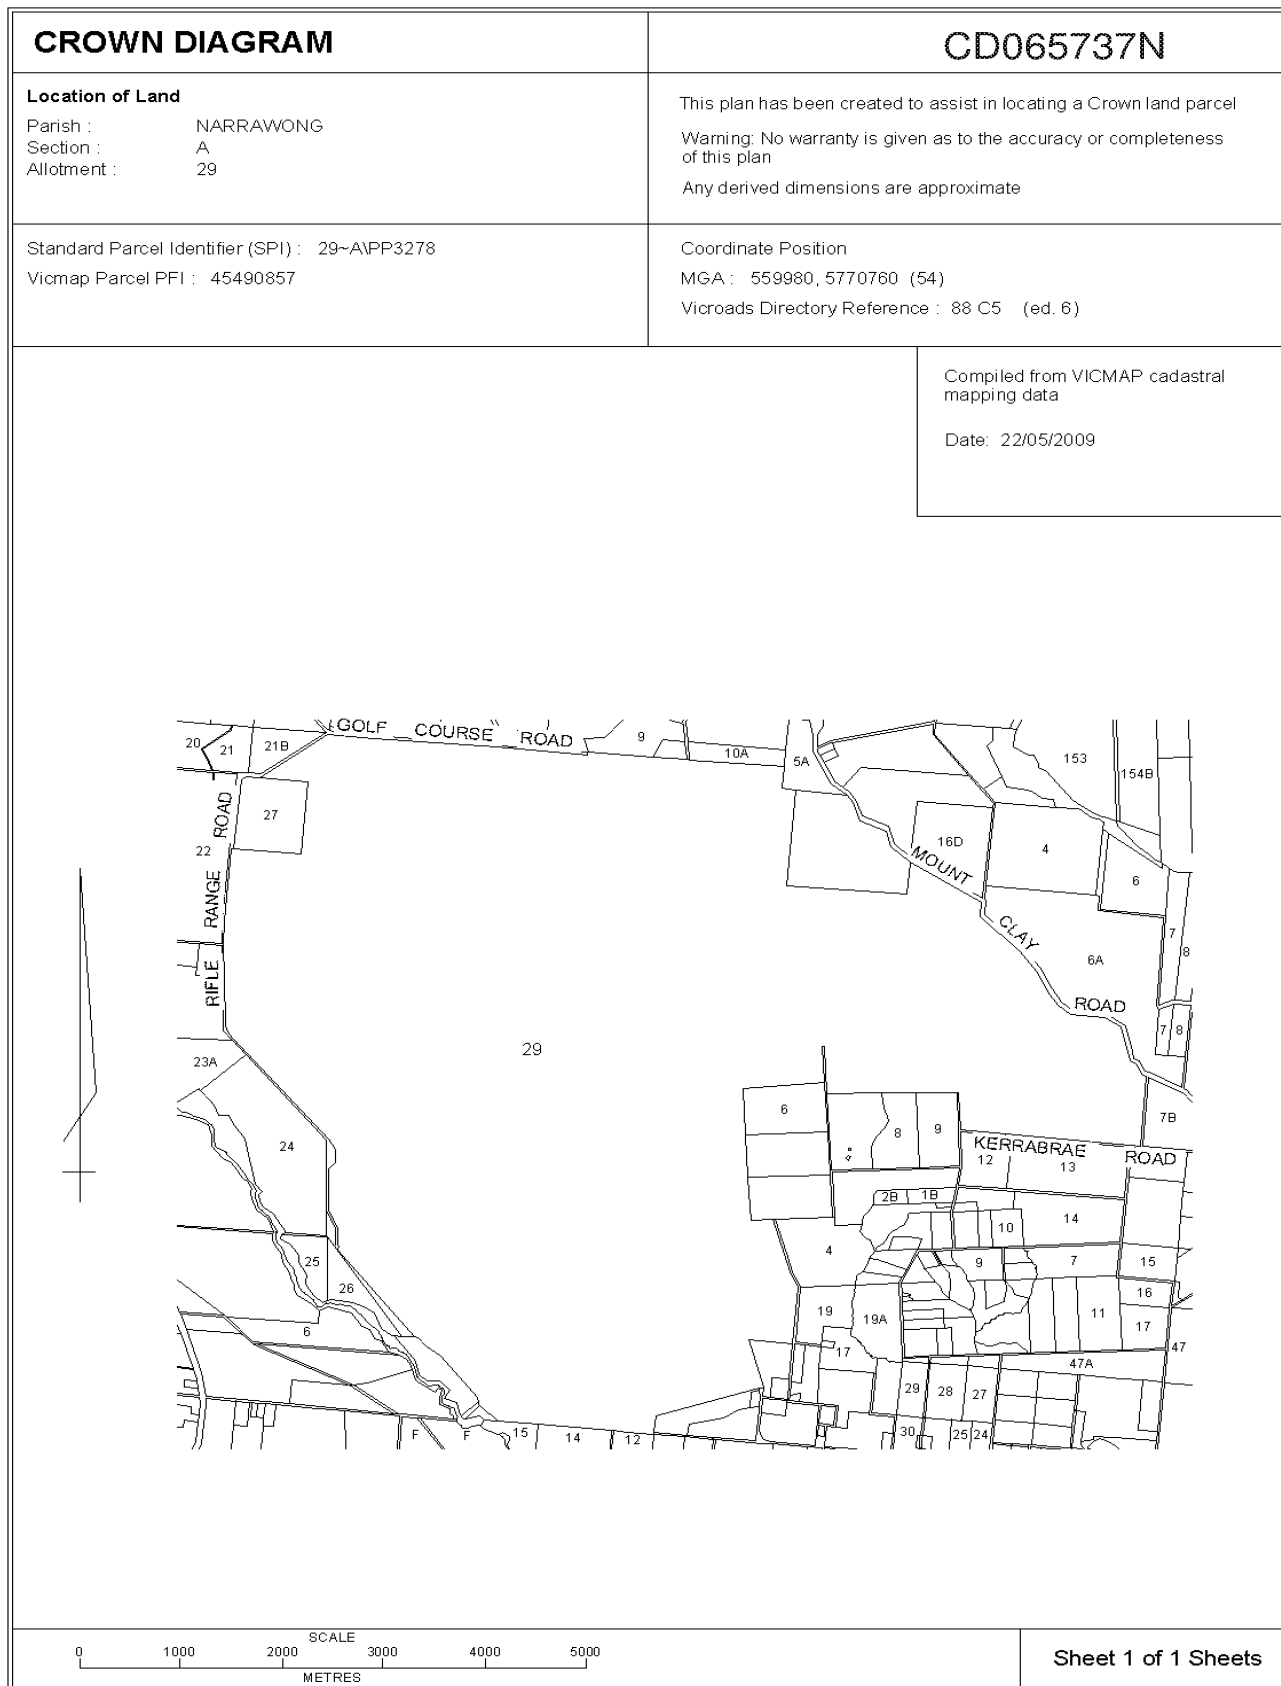 CROWN DIAGRAM
CD065737N
Location of Land
Parish : NARRAWONG
Section : A
Allotment : 29
This plan has been created to assist in locating a Crown land parcel
Warning: No warranty is given as to the accuracy or completeness
of this plan
Any derived dimensions are approximate
Standard Parcel Identifier (SPI) : 29~A\PP3278
Vicmap Parcel PFI : 45490857
Coordinate Position
MGA : 559980, 5770760 (54)
Vicroads Directory Reference : 88 C5 (ed. 6)
Compiled from VICMAP cadastral
mapping data
Date: 22/05/2009
GOLF COURSE ROAD
9
20
21
21B
10A
5A
153
154B
27
22
RIFLE RANGE ROAD
16D
4
6
MOUNT CLAY ROAD
7
8
6A
7
8
29
23A
24
6
8
9
7B
KERRABRAE ROAD
12
13
2B
1B
10
14
4
9
7
15
25
26
16
19
19A
11
17
6
17
47
47A
29
28
27
F
F
15
14
12
30
25
24
SCALE
0 1000 2000 3000 4000 5000
METRES
Sheet 1 of 1 Sheets